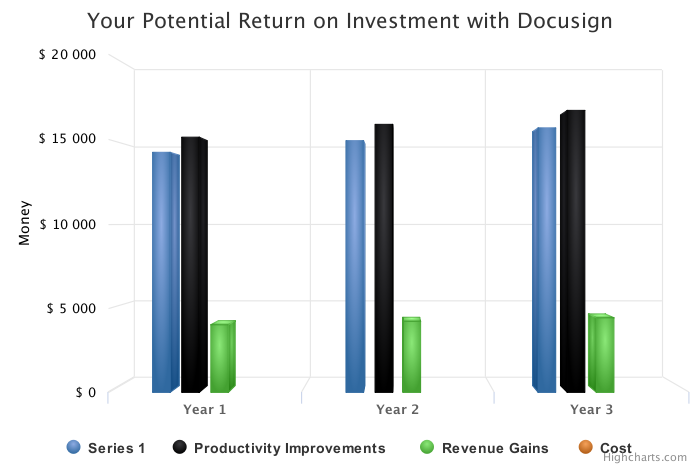 Your Potential Return on Investment with Docusign
$ 20 000
$ 15 000
$ 10 000
$ 5 000
$ 0
Money
Year 1 Year 2 Year 3
Series 1 Productivity Improvements Revenue Gains Cost
Highcharts.com